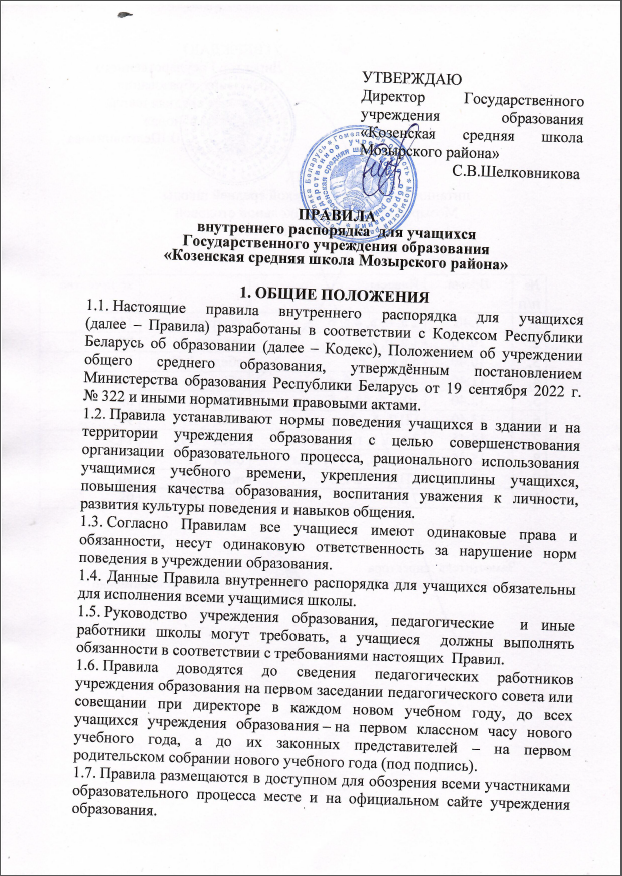 УТВЕРЖДАЮ
Директор Государственного
учреждения образования
«Козенская средняя школа
Мозырского района»
С.В.Шелковникова
ПРАВИЛА
внутреннего распорядка для учащихся
Государственного учреждения образования
«Козенская средняя школа Мозырского района»
1. ОБЩИЕ ПОЛОЖЕНИЯ
1.1. Настоящие правила внутреннего распорядка для учащихся
(далее – Правила) разработаны в соответствии с Кодексом Республики
Беларусь об образовании (далее – Кодекс), Положением об учреждении
общего среднего образования, утверждённым постановлением
Министерства образования Республики Беларусь от 19 сентября 2022 г.
№ 322 и иными нормативными правовыми актами.
1.2. Правила устанавливают нормы поведения учащихся в здании и на
территории учреждения образования с целью совершенствования
организации образовательного процесса, рационального использования
учащимися учебного времени, укрепления дисциплины учащихся,
повышения качества образования, воспитания уважения к личности,
развития культуры поведения и навыков общения.
1.3. Согласно Правилам все учащиеся имеют одинаковые права и
обязанности, несут одинаковую ответственность за нарушение норм
поведения в учреждении образования.
1.4. Данные Правила внутреннего распорядка для учащихся обязательны
для исполнения всеми учащимися школы.
1.5. Руководство учреждения образования, педагогические и иные
работники школы могут требовать, а учащиеся должны выполнять
обязанности в соответствии с требованиями настоящих Правил.
1.6. Правила доводятся до сведения педагогических работников
учреждения образования на первом заседании педагогического совета или
совещании при директоре в каждом новом учебном году, до всех
учащихся учреждения образования – на первом классном часу нового
учебного года, а до их законных представителей – на первом
родительском собрании нового учебного года (под подпись).
1.7. Правила размещаются в доступном для обозрения всеми участниками
образовательного процесса месте и на официальном сайте учреждения
образования.